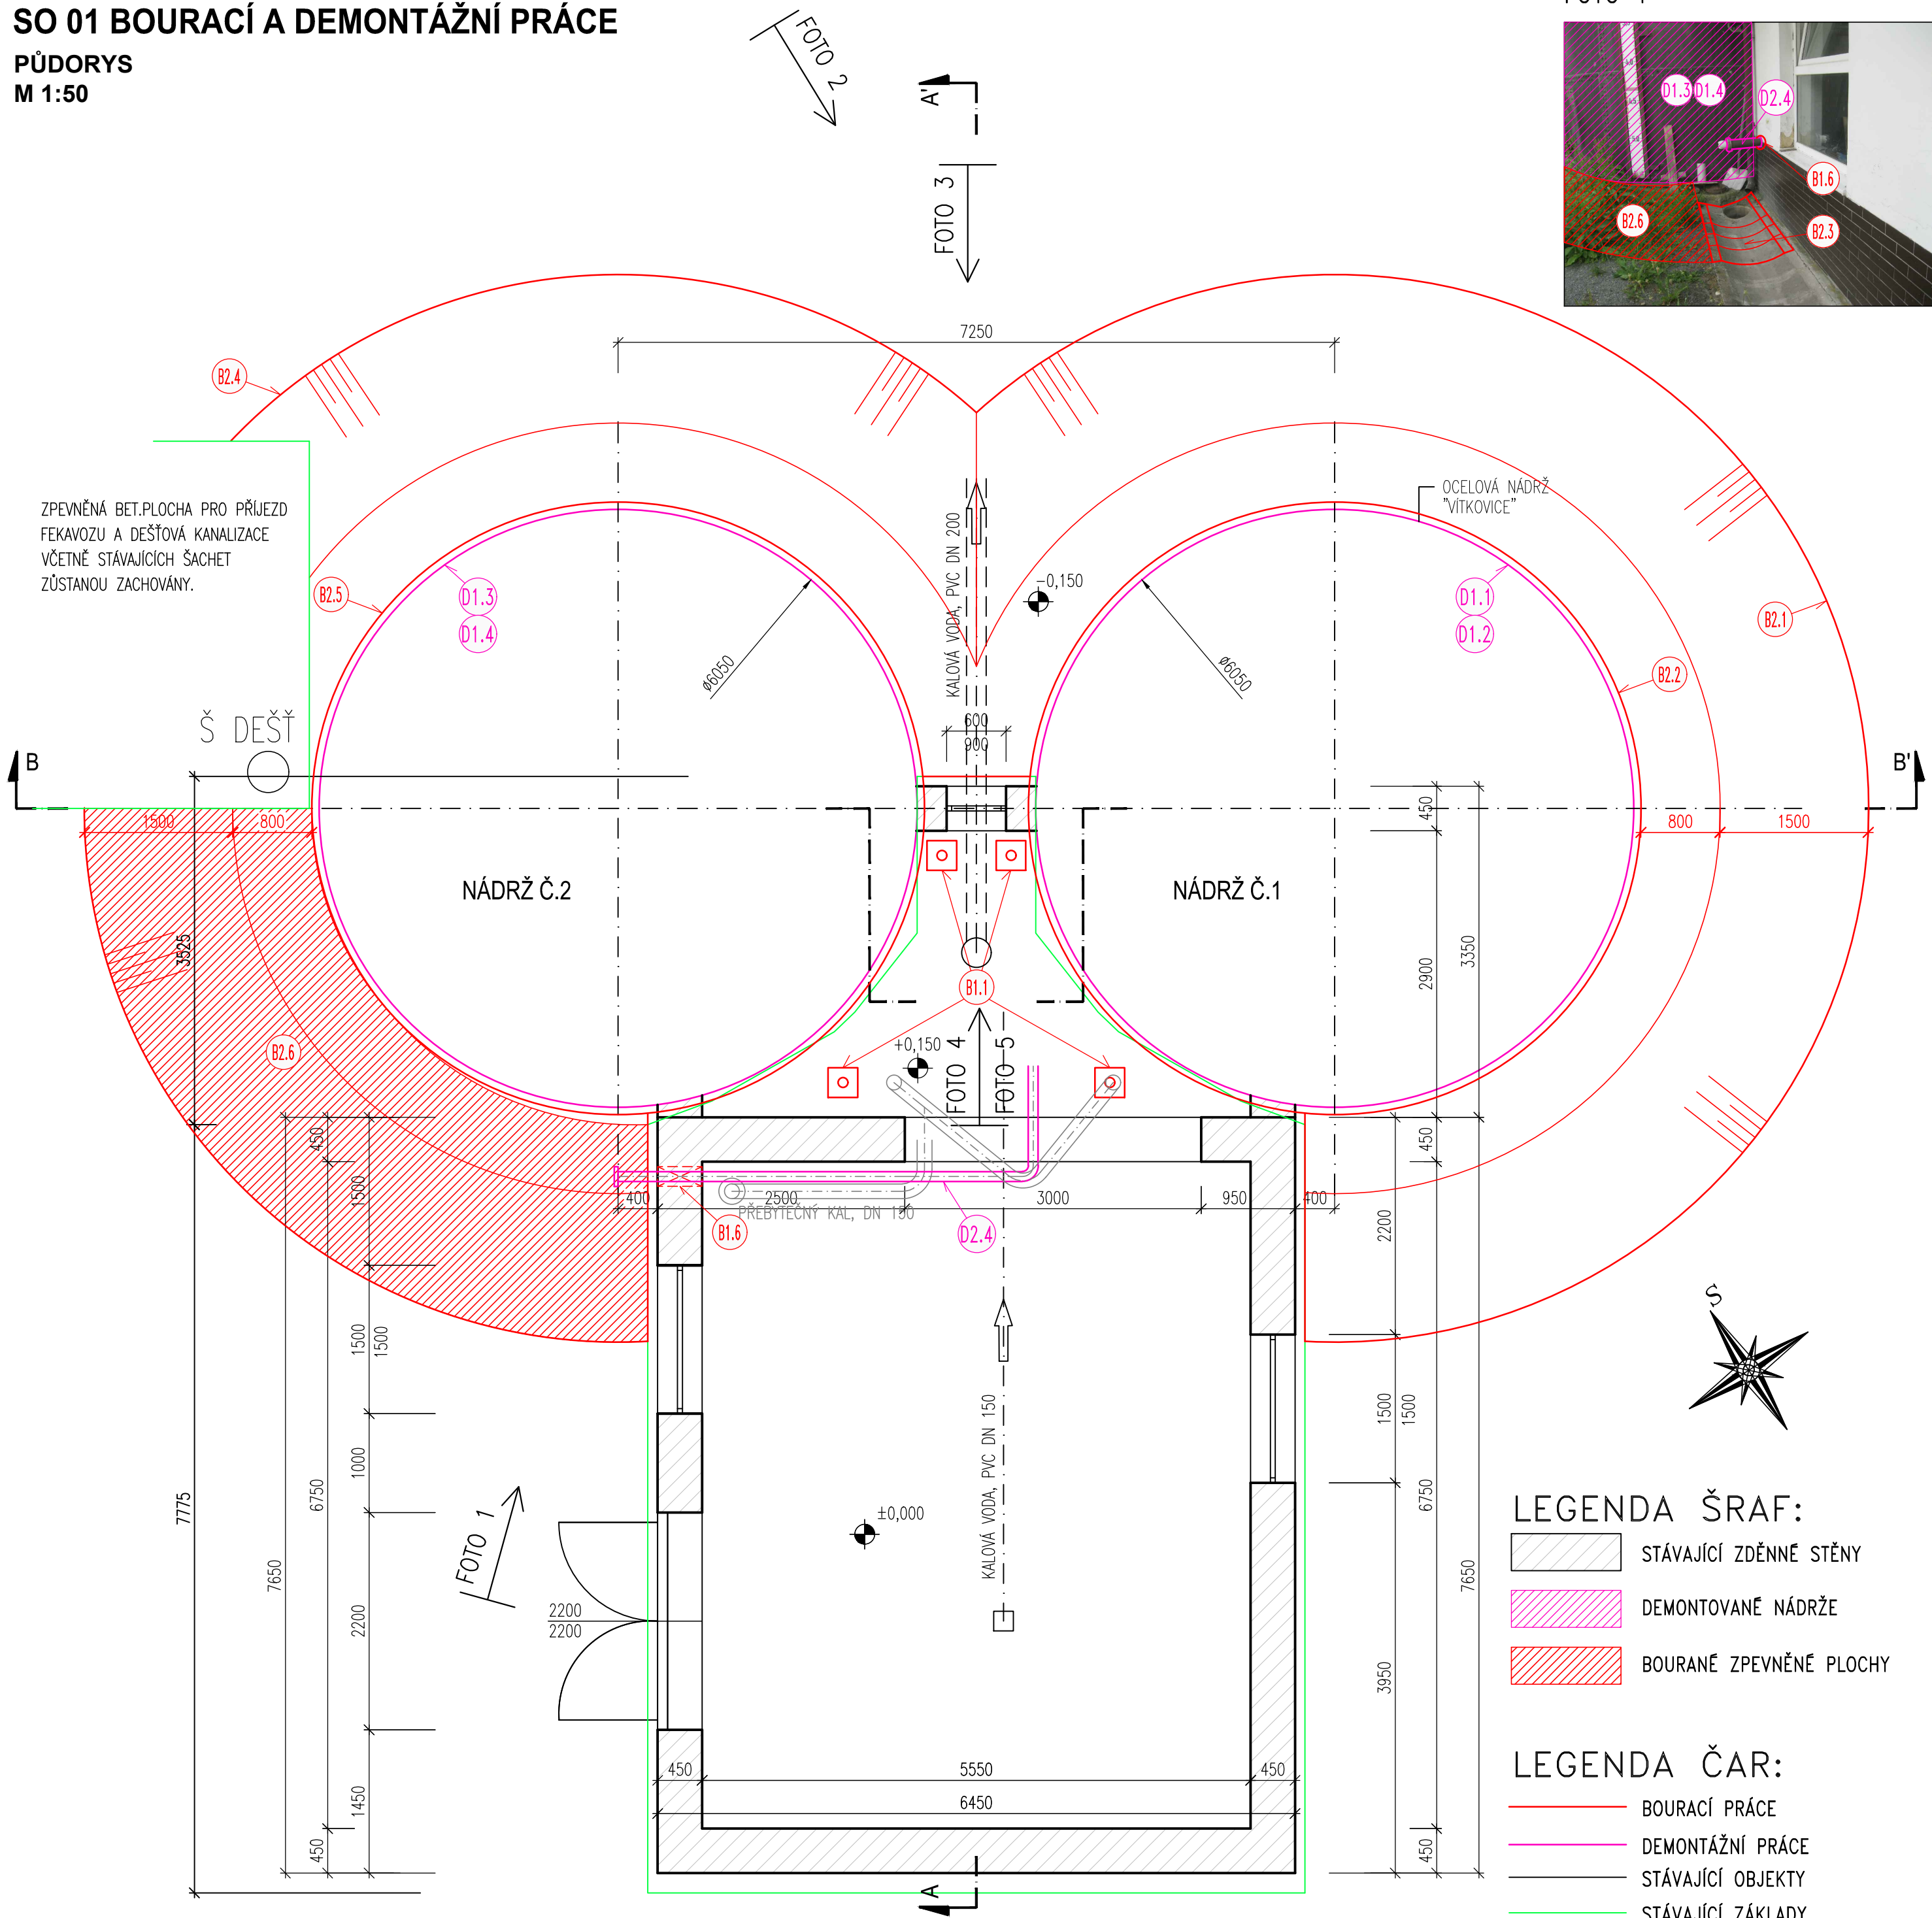 SO 01 BOURACÍ A DEMONTÁŽNÍ PRÁCE
PŮDORYS
M 1:50
FOTO 2
A'
FOTO 3
D1.3
D1.4
D2.4
B1.6
B2.6
B2.3
7250
B2.4
ZPEVNĚNÁ BET.PLOCHA PRO PŘÍJEZD
FEKAVOZU A DEŠŤOVÁ KANALIZACE
VČETNĚ STÁVAJÍCÍCH ŠACHET
ZŮSTANOU ZACHOVÁNY.
OCELOVÁ NÁDRŽ
"VÍTKOVICE"
KALOVÁ VODA, PVC DN 200
-0,150
B2.5
D1.3
D1.4
D1.1
D1.2
B2.1
ø6050
ø6050
B2.2
Š DEŠŤ
600
900
B
B'
1500
800
450
800
1500
NÁDRŽ Č.2
NÁDRŽ Č.1
3525
2900
3350
B1.1
B2.6
+0,150
FOTO 4
FOTO 5
450
1500
450
400
2500
3000
950
400
PŘEBYTEČNÝ KAL, DN 150
B1.6
D2.4
2200
1500
1500
1500
1500
S
1000
6750
7775
7650
FOTO 1
±0,000
KALOVÁ VODA, PVC DN 150
6750
7650
2200
2200
2200
3950
1450
450
450
5550
450
6450
450
A
LEGENDA ŠRAF:
STÁVAJÍCÍ ZDĚNNÉ STĚNY
DEMONTOVANÉ NÁDRŽE
BOURANÉ ZPEVNĚNÉ PLOCHY
LEGENDA ČAR:
BOURACÍ PRÁCE
DEMONTÁŽNÍ PRÁCE
STÁVAJÍCÍ OBJEKTY
STÁVAJÍCÍ ZÁKLADY